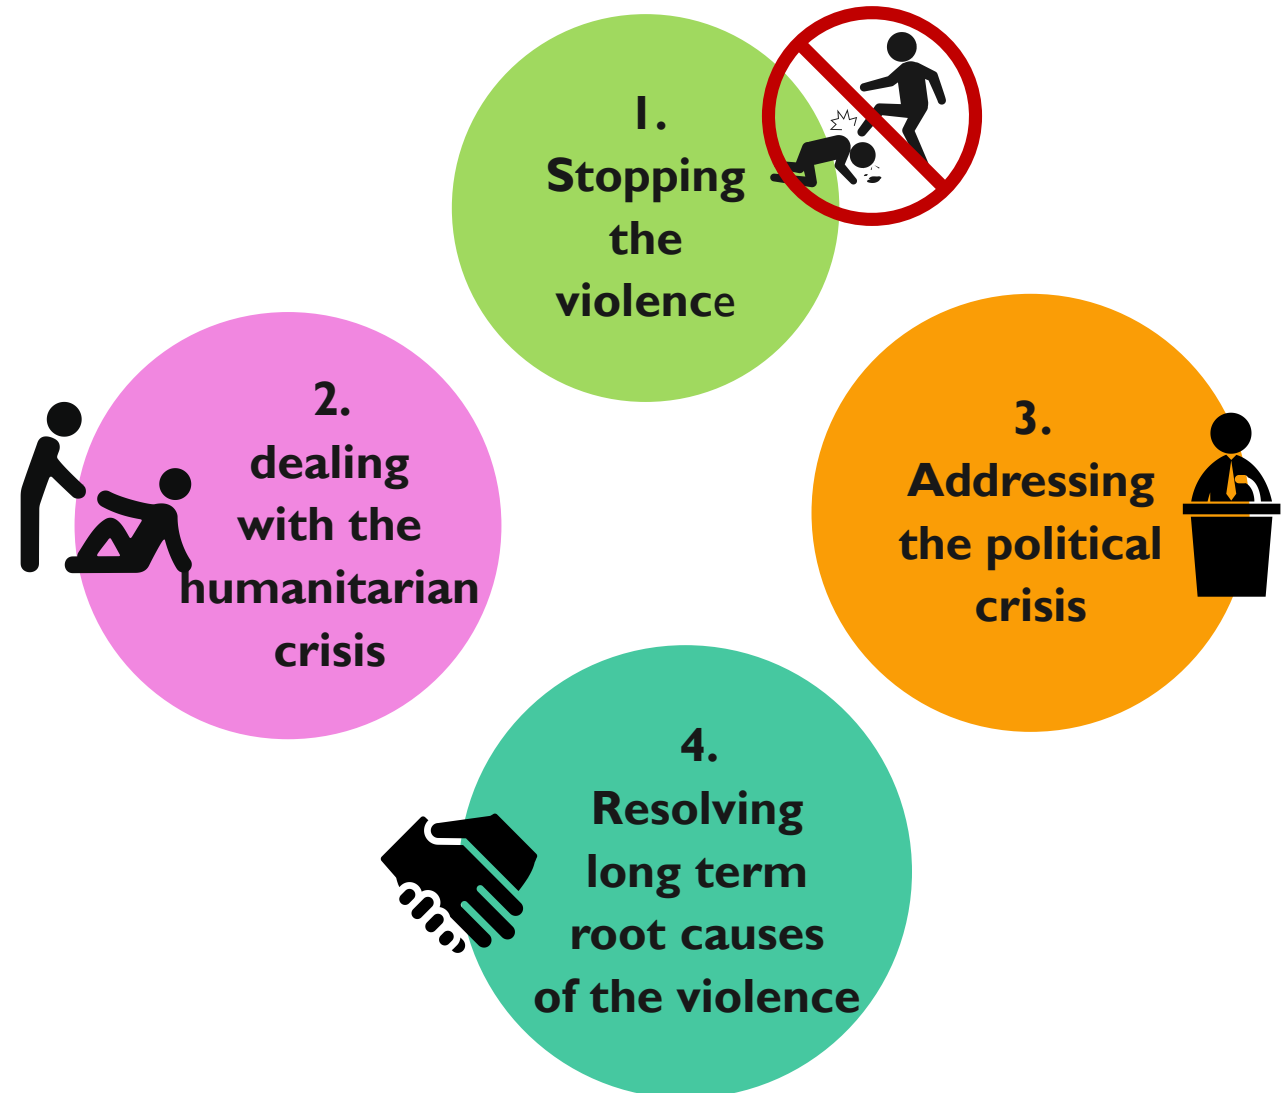 1.
Stopping
the
violence
2.
dealing
with the
humanitarian
crisis
3.
Addressing
the political
crisis
4.
Resolving
long term
root causes
of the violence